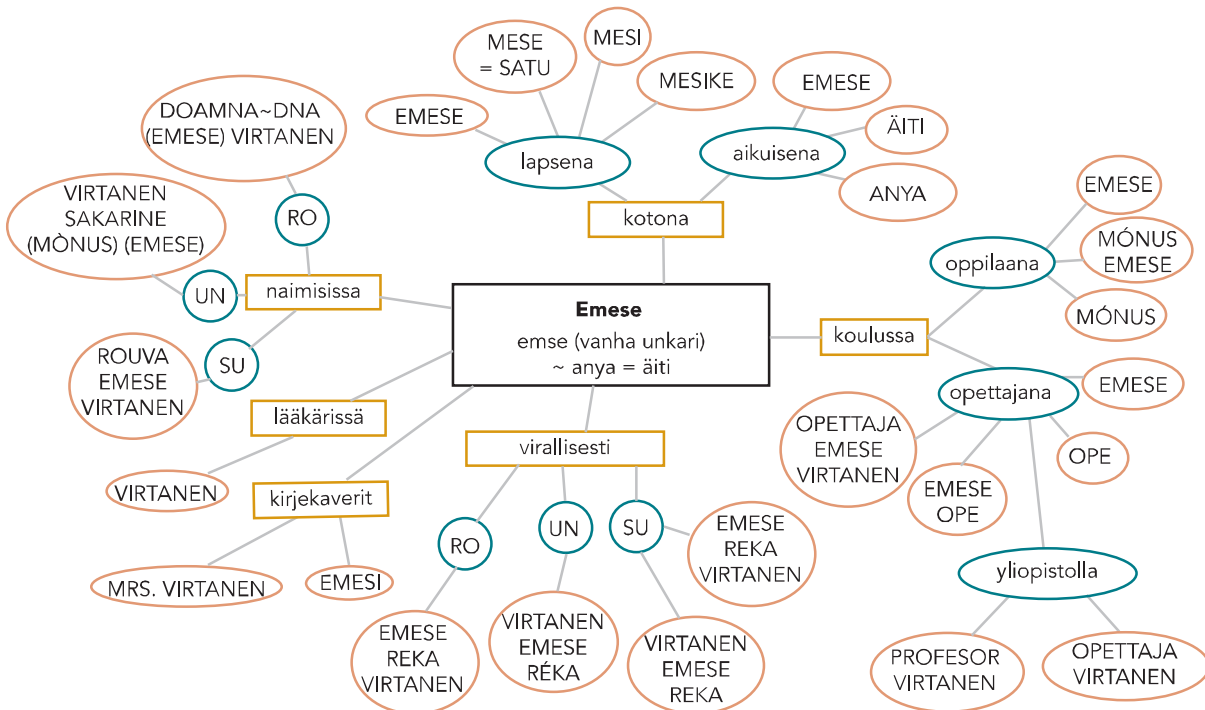 MESE
= SATU
MESI
MESIKE
EMESE
lapsena
EMESE
ÄITI
ANYA
aikuisena
kotona
DOAMNA~DNA
(EMESE) VIRTANEN
RO
VIRTANEN
SAKARINE
(MÒNUS) (EMESE)
UN
naimisissa
ROUVA
EMESE
VIRTANEN
SU
Emese
emse (vanha unkari)
~ anya = äiti
koulussa
oppilaana
EMESE
MÓNUS
EMESE
MÓNUS
opettajana
EMESE
OPE
EMESE
OPE
OPETTAJA
EMESE
VIRTANEN
yliopistolla
PROFESOR
VIRTANEN
OPETTAJA
VIRTANEN
lääkärissä
VIRTANEN
kirjekaverit
MRS. VIRTANEN
EMESI
virallisesti
RO
EMESE
REKA
VIRTANEN
UN
VIRTANEN
EMESE
RÉKA
SU
EMESE
REKA
VIRTANEN
VIRTANEN
EMESE
REKA